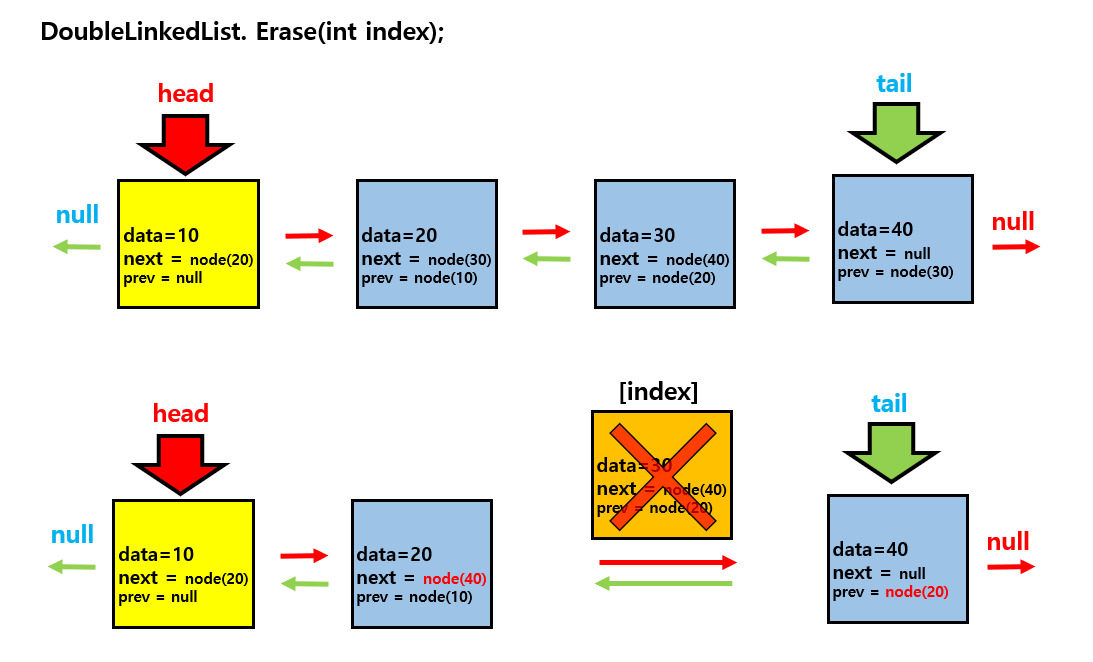 DoubleLinkedList. Erase(int index);
head
tail
null
data=10
next = node(20)
prev = null
data=20
next = node(30)
prev = node(10)
data=30
next = node(40)
prev = node(20)
data=40
next = null
prev = node(30)
null
head
[index]
tail
null
data=10
next = node(20)
prev = null
data=20
next = node(40)
prev = node(10)
data=30
next = node(40)
prev = node(20)
data=40
next = null
prev = node(20)
null